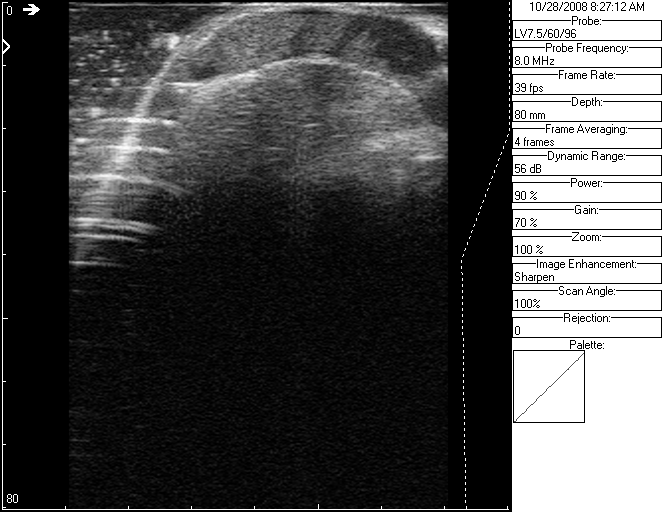 0
80
10/28/2008 8:27:12 AM
Probe:
LV7.5/60/96
Probe Frequency:
8.0 MHz
Frame Rate:
39 fps
Depth:
80 mm
Frame Averaging:
4 frames
Dynamic Range:
56 dB
Power:
90 %
Gain:
70 %
Zoom:
100 %
Image Enhancement:
Sharpen
Scan Angle:
100%
Rejection:
0
Palette: